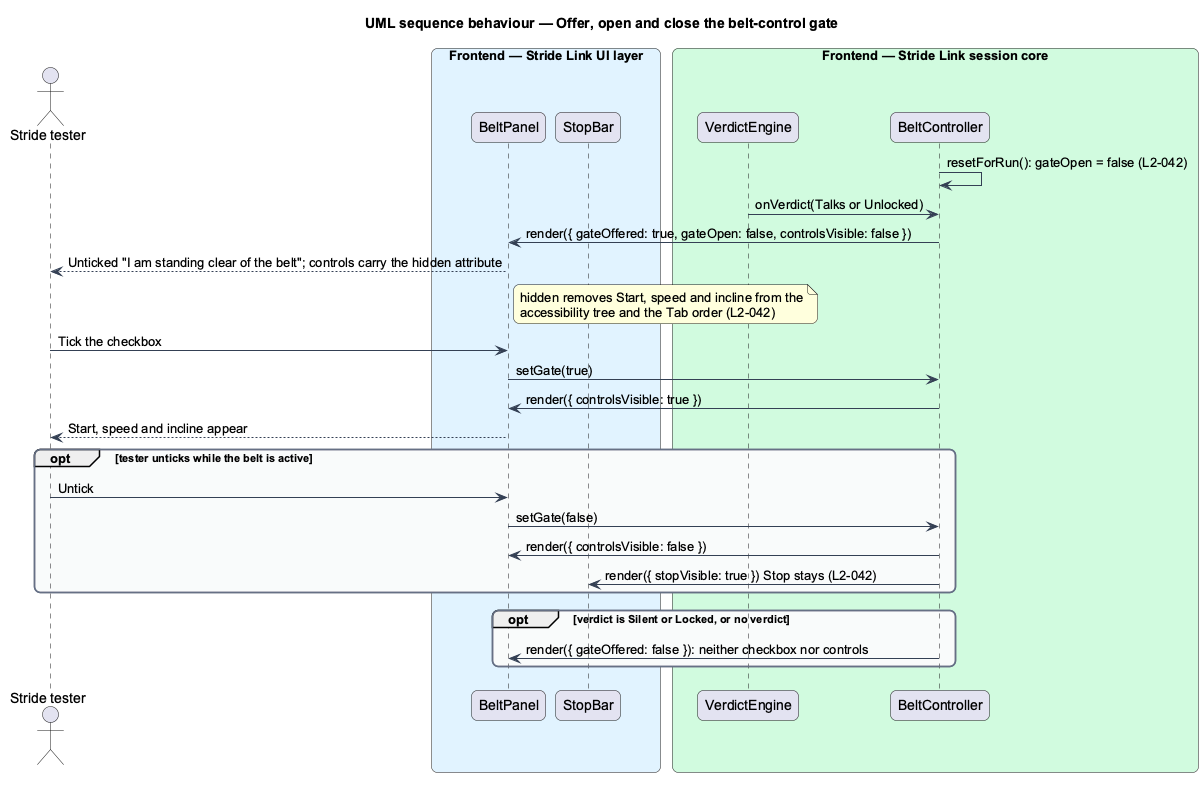 UML sequence behaviour — Offer, open and close the belt-control gate
Frontend — Stride Link UI layer
Frontend — Stride Link session core
Stride tester
BeltPanel
StopBar
VerdictEngine
BeltController
resetForRun(): gateOpen = false (L2-042)
onVerdict(Talks or Unlocked)
render({ gateOffered: true, gateOpen: false, controlsVisible: false })
Unticked "I am standing clear of the belt"; controls carry the hidden attribute
hidden removes Start, speed and incline from the
accessibility tree and the Tab order (L2-042)
Tick the checkbox
setGate(true)
render({ controlsVisible: true })
Start, speed and incline appear
opt
[tester unticks while the belt is active]
Untick
setGate(false)
render({ controlsVisible: false })
render({ stopVisible: true }) Stop stays (L2-042)
opt
[verdict is Silent or Locked, or no verdict]
render({ gateOffered: false }): neither checkbox nor controls
Stride tester
BeltPanel
StopBar
VerdictEngine
BeltController